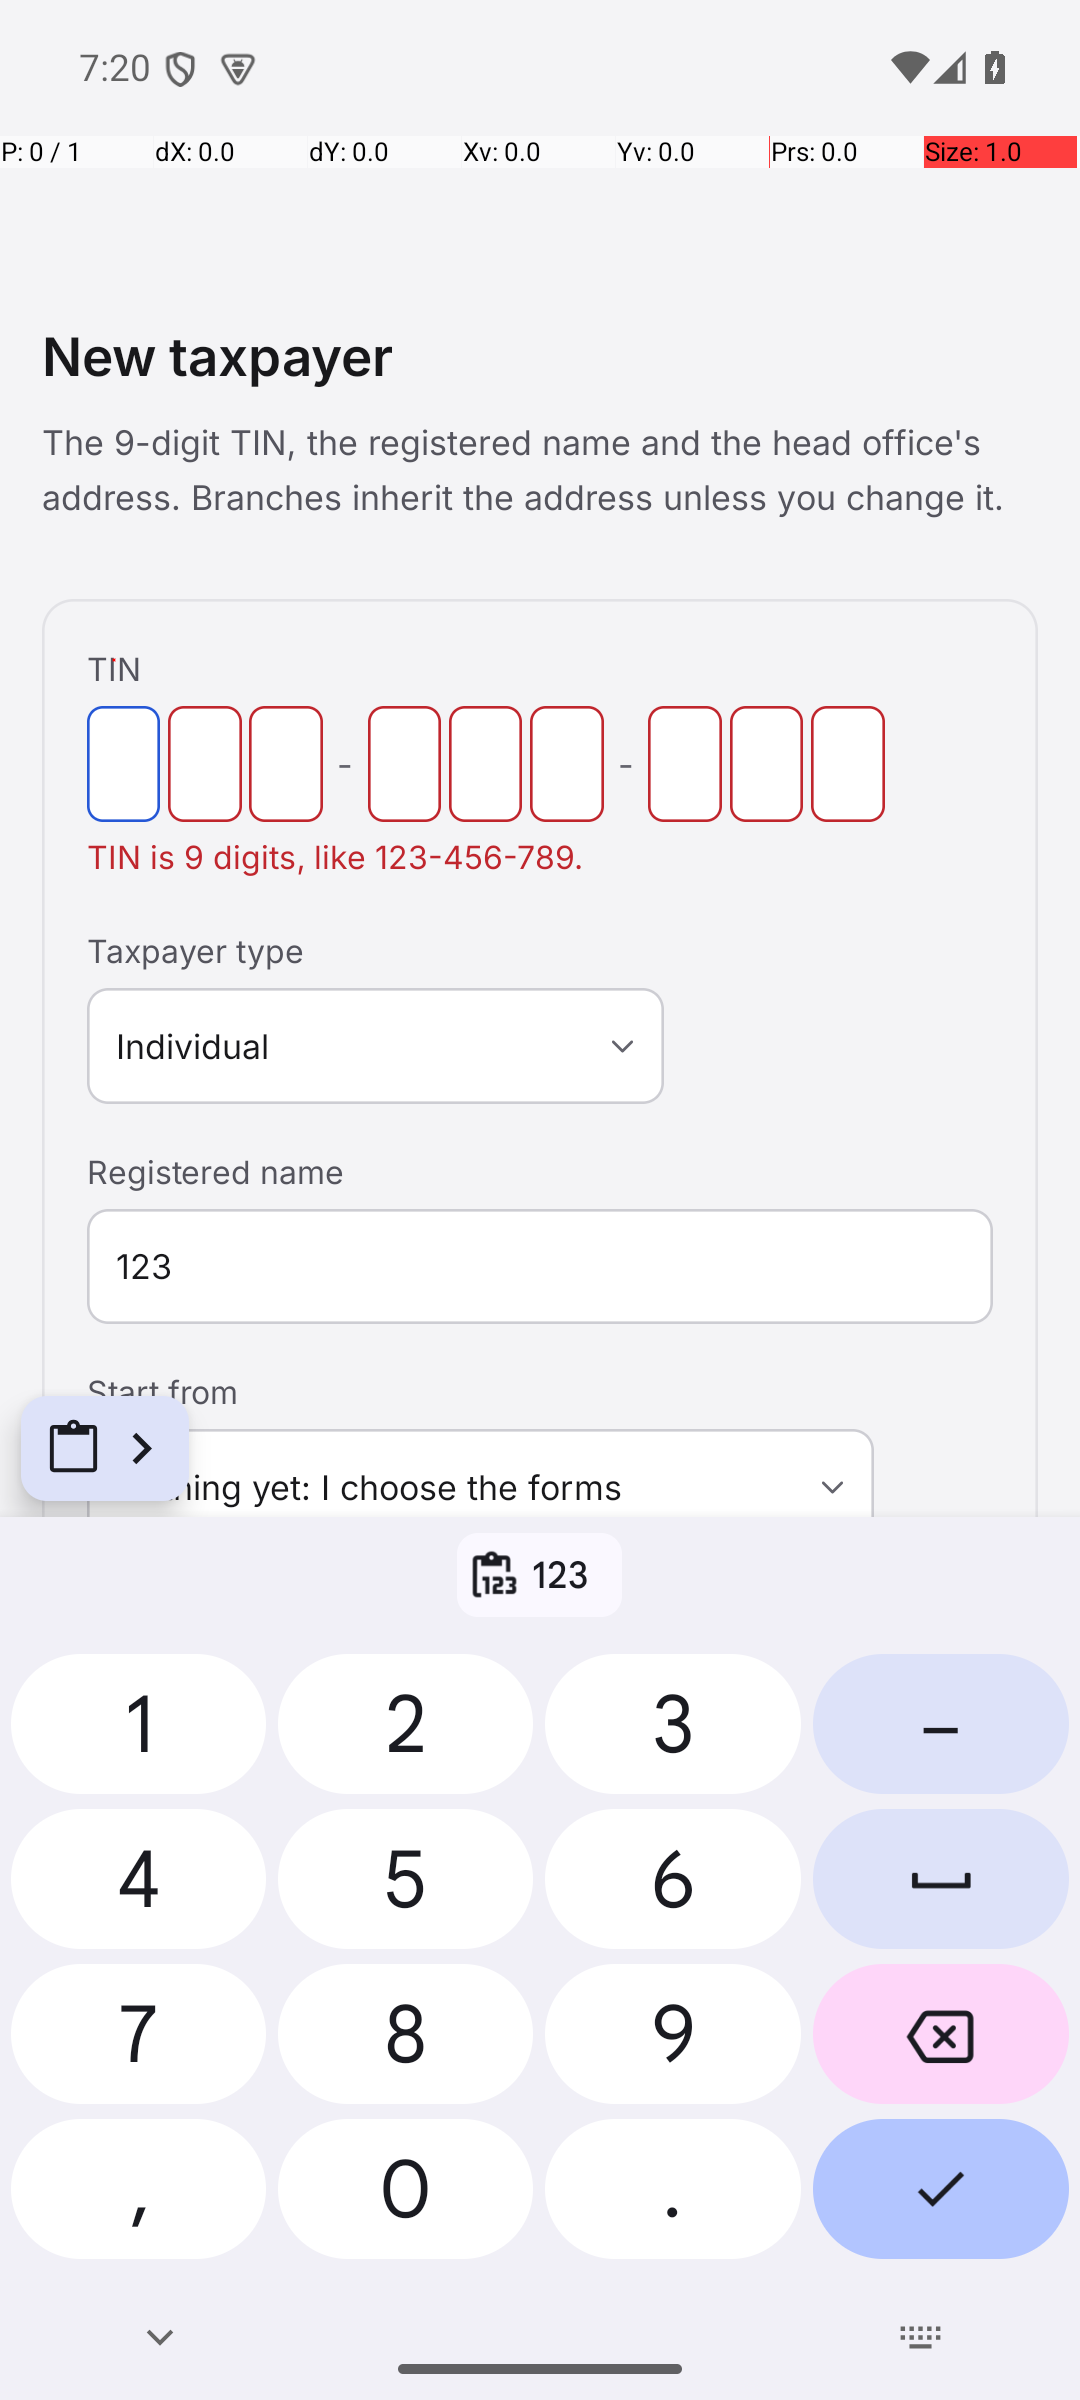 7:20
P: 0 / 1 dX: 0.0 dY: 0.0 Xv: 0.0 Yv: 0.0 Prs: 0.0 Size: 1.0
New taxpayer
The 9-digit TIN, the registered name and the head office's
address. Branches inherit the address unless you change it.
TIN
- -
TIN is 9 digits, like 123-456-789.
Taxpayer type
Individual
Registered name
123
Start from
yet: I choose the forms
123 123
1 2 3 –
4 5 6
7 8 9
, 0 .